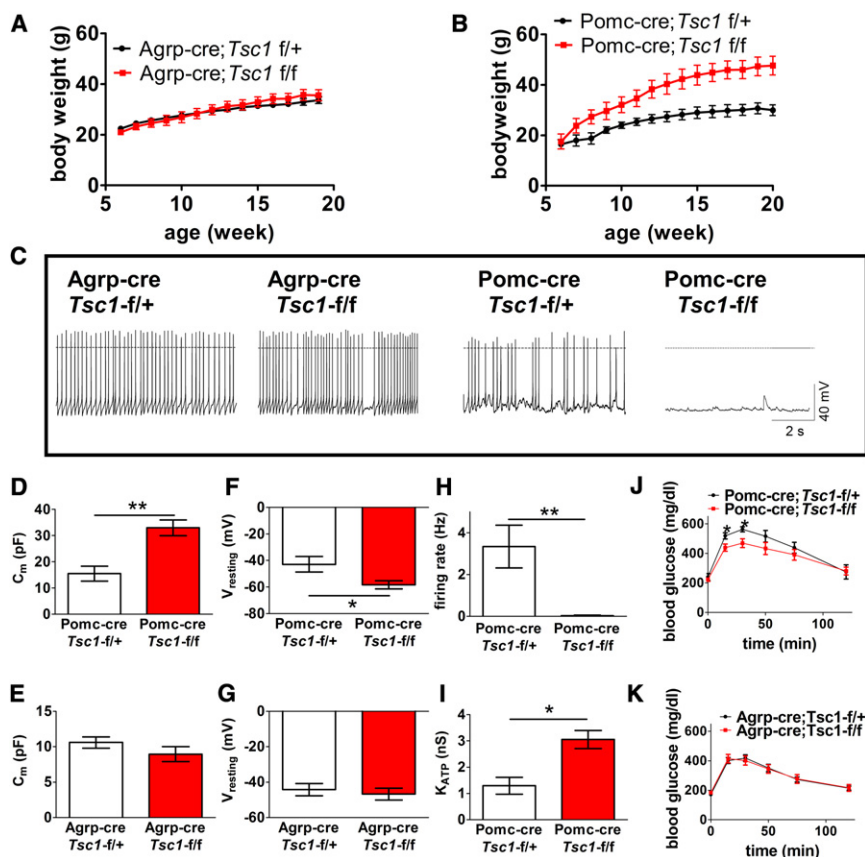 A
body weight (g)
60
40
20
0
Agrp-cre; Tsc1 f/+
Agrp-cre; Tsc1 f/f
5
10
15
20
age (week)
B
bodyweight (g)
60
40
20
0
Pomc-cre; Tsc1 f/+
Pomc-cre; Tsc1 f/f
5
10
15
20
age (week)
C
Agrp-cre
Tsc1-f/+
Agrp-cre
Tsc1-f/f
Pomc-cre
Tsc1-f/+
Pomc-cre
Tsc1-f/f
40 mV
2 s
D
Cm (pF)
40
30
20
10
0
**
Pomc-cre
Tsc1-f/+
Pomc-cre
Tsc1-f/f
F
Vresting (mV)
0
-20
-40
-60
-80
*
Pomc-cre
Tsc1-f/+
Pomc-cre
Tsc1-f/f
H
firing rate (Hz)
4
2
0
**
Pomc-cre
Tsc1-f/+
Pomc-cre
Tsc1-f/f
J
blood glucose (mg/dl)
600
400
200
0
Pomc-cre;Tsc1-f/+
Pomc-cre;Tsc1-f/f
*
*
0
50
100
time (min)
E
Cm (pF)
15
10
5
0
Agrp-cre
Tsc1-f/+
Agrp-cre
Tsc1-f/f
G
Vresting (mV)
0
-20
-40
-60
Agrp-cre
Tsc1-f/+
Agrp-cre
Tsc1-f/f
I
KATP (nS)
4
3
2
1
0
*
Pomc-cre
Tsc1-f/+
Pomc-cre
Tsc1-f/f
K
blood glucose (mg/dl)
600
400
200
0
Agrp-cre;Tsc1-f/+
Agrp-cre;Tsc1-f/f
0
50
100
time (min)